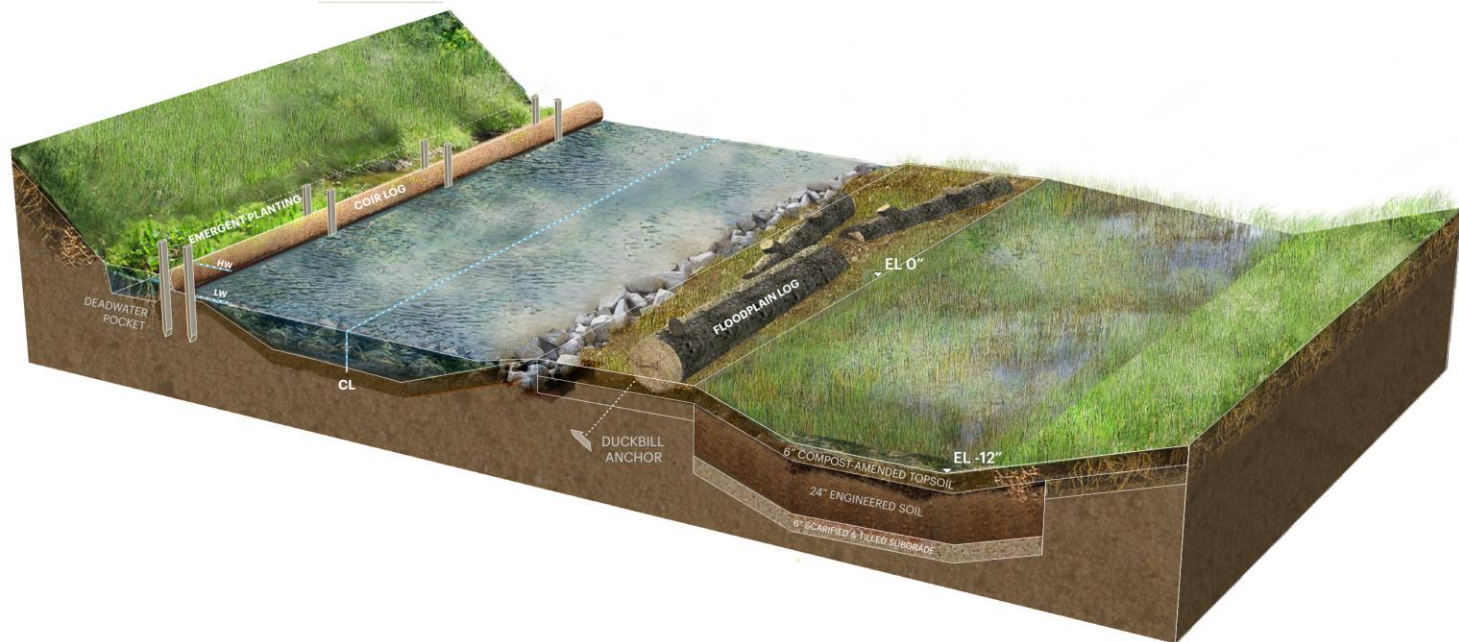 EMERGENT PLANTING
COIR LOG
HW
LW
DEADWATER
POCKET
CL
EL 0"
FLOODPLAIN LOG
DUCKBILL
ANCHOR
EL -12"
6" COMPOST-AMENDED TOPSOIL
24" ENGINEERED SOIL
6" SCARIFIED & TILLED SUBGRADE